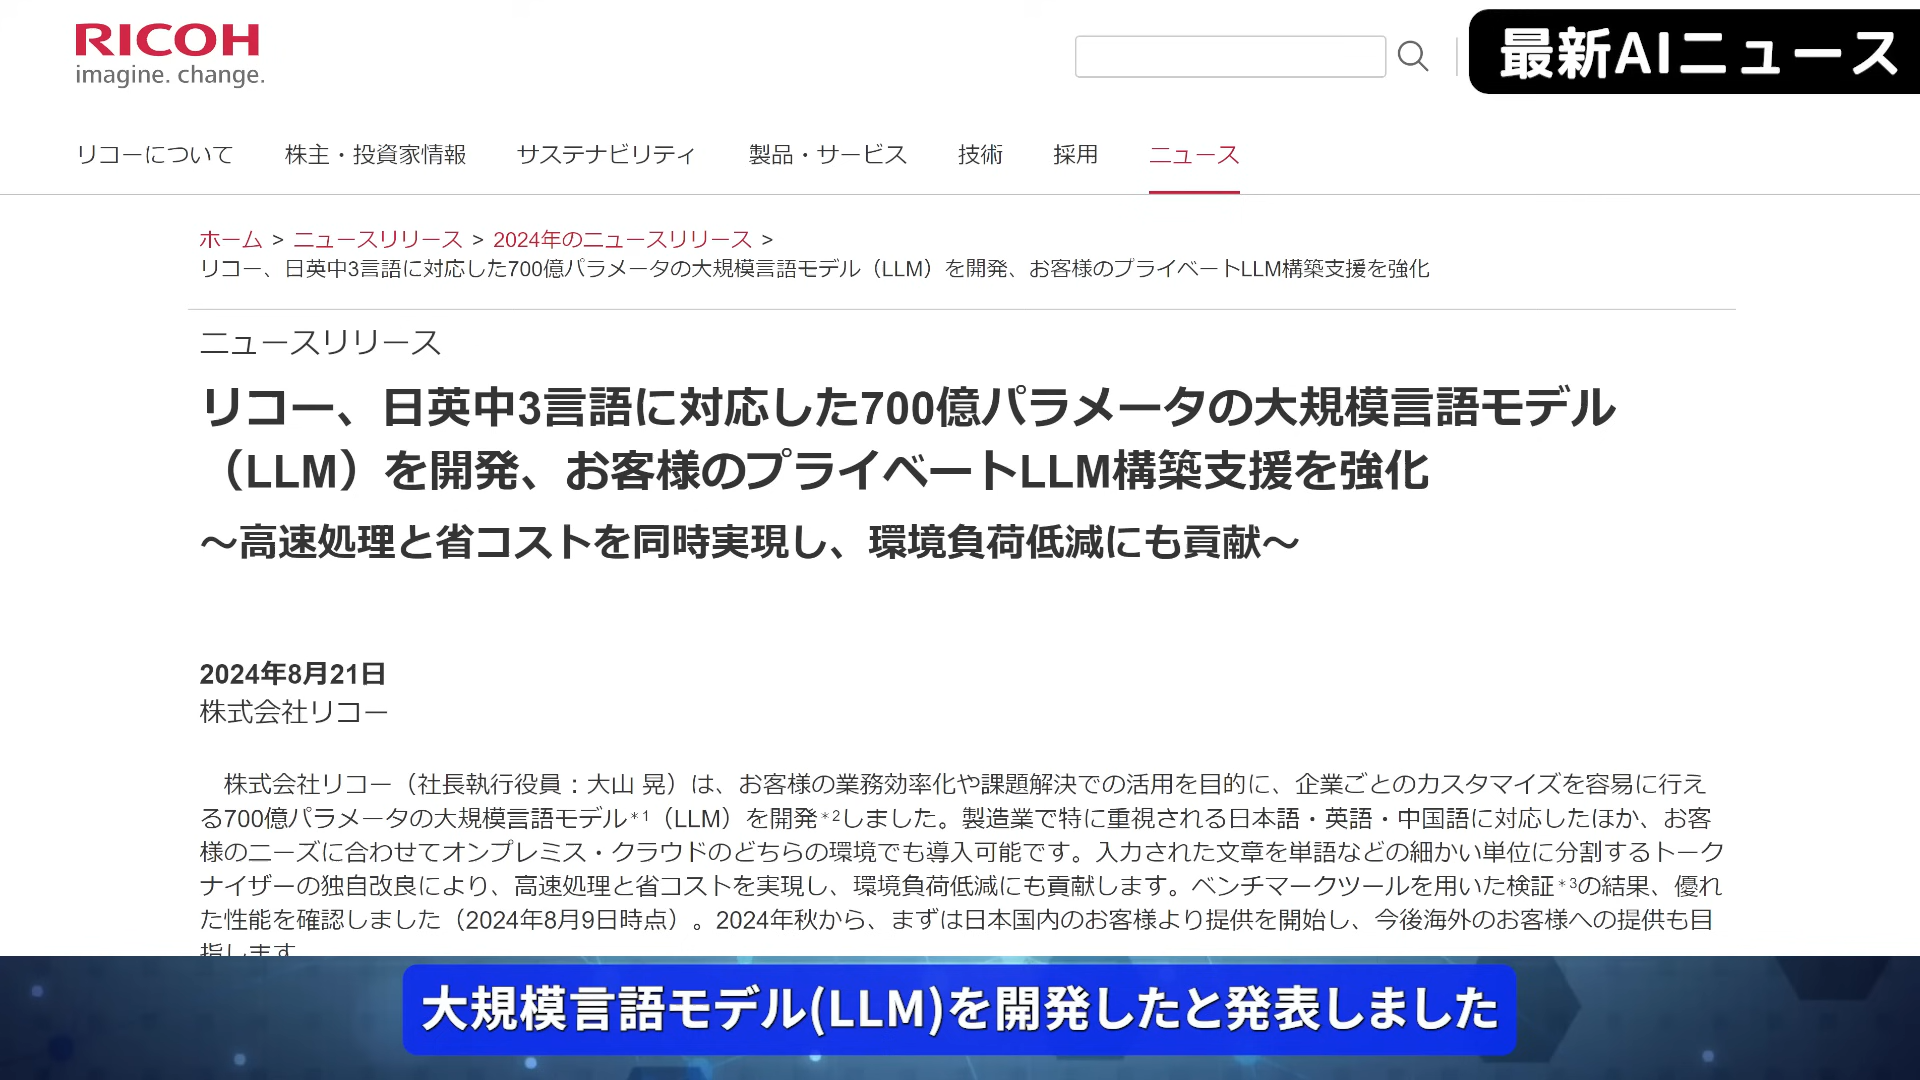 RICOH
imagine. change.
最新AIニュース
リコーについて 株主・投資家情報 サステナビリティ 製品・サービス 技術 採用 ニュース
ホーム > ニュースリリース > 2024年のニュースリリース >
リコー、日英中3言語に対応した700億パラメータの大規模言語モデル（LLM）を開発、お客様のプライベートLLM構築支援を強化
ニュースリリース
リコー、日英中3言語に対応した700億パラメータの大規模言語モデル
（LLM）を開発、お客様のプライベートLLM構築支援を強化
～高速処理と省コストを同時実現し、環境負荷低減にも貢献～
2024年8月21日
株式会社リコー
株式会社リコー（社長執行役員：大山 晃）は、お客様の業務効率化や課題解決での活用を目的に、企業ごとのカスタマイズを容易に行え
る700億パラメータの大規模言語モデル*1（LLM）を開発*2しました。製造業で特に重視される日本語・英語・中国語に対応したほか、お客
様のニーズに合わせてオンプレミス・クラウドのどちらの環境でも導入可能です。入力された文章を単語などの細かい単位に分割するトーク
ナイザーの独自改良により、高速処理と省コストを実現し、環境負荷低減にも貢献します。ベンチマークツールを用いた検証*3の結果、優れ
た性能を確認しました（2024年8月9日時点）。2024年秋から、まずは日本国内のお客様より提供を開始し、今後海外のお客様への提供も目
指します
大規模言語モデル(LLM)を開発したと発表しました